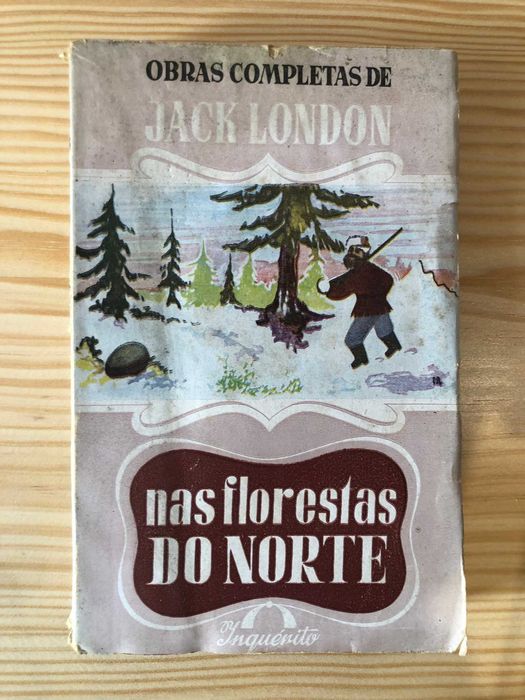 OBRAS COMPLETAS DE
JACK LONDON
nas florestas
DO NORTE
Inquérito